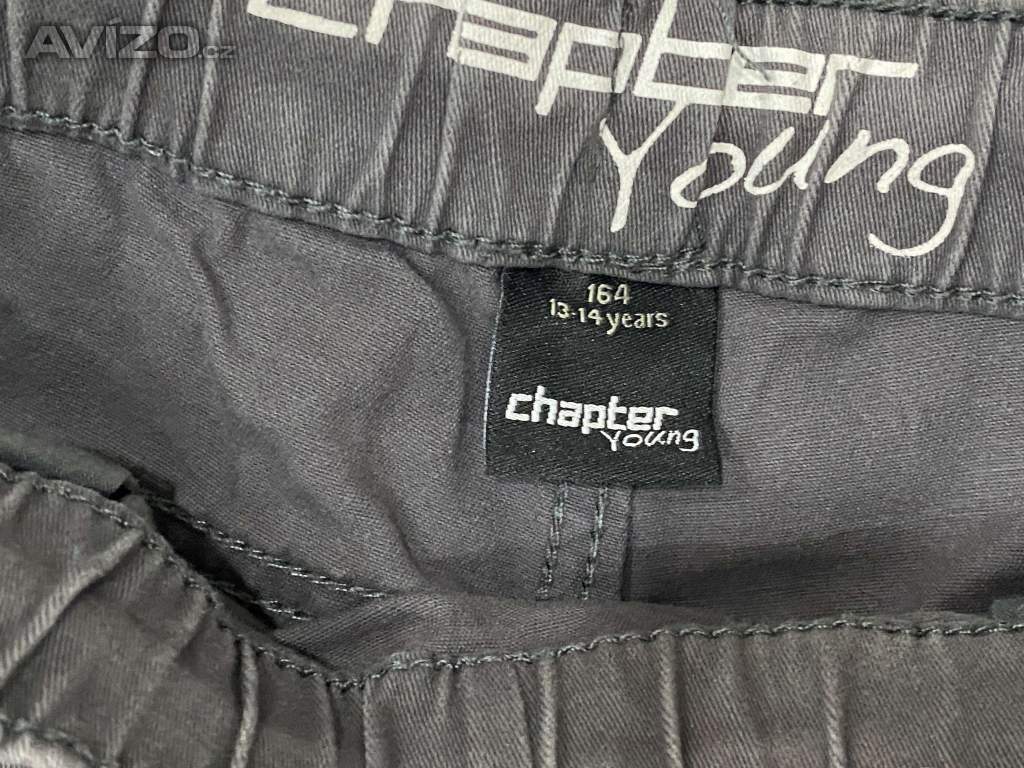 AVIZO.cz
chapter
Young
164
13-14 years
chapter
Young